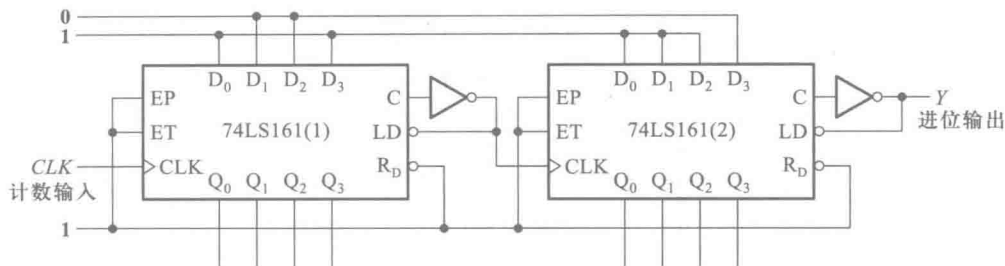 0
1
D₀ D₁ D₂ D₃
D₀ D₁ D₂ D₃
EP
C
EP
C
Y
进位输出
ET
74LS161(1)
LD
ET
74LS161(2)
LD
CLK
计数输入
CLK
R_D
CLK
R_D
Q₀ Q₁ Q₂ Q₃
Q₀ Q₁ Q₂ Q₃
1